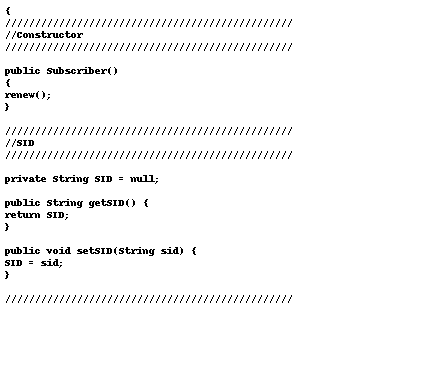 {
////////////////////////////////////////////////
//Constructor
////////////////////////////////////////////////
public Subscriber()
{
renew();
}
////////////////////////////////////////////////
//SID
////////////////////////////////////////////////
private String SID = null;
public String getSID() {
return SID;
}
public void setSID(String sid) {
SID = sid;
}
////////////////////////////////////////////////